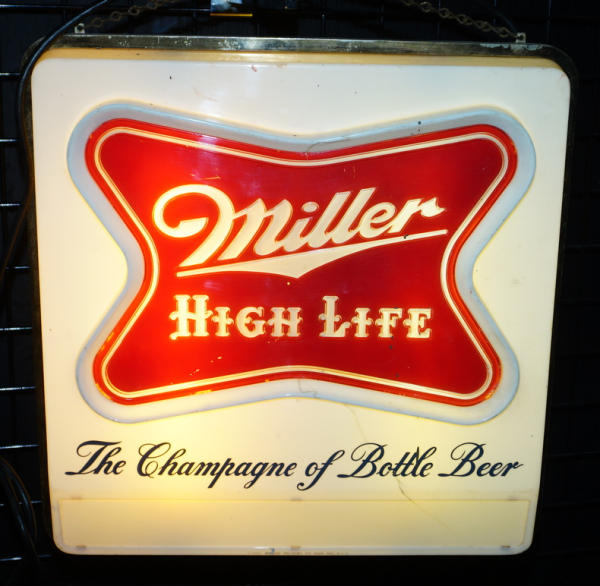 Miller
HIGH LIFE
The Champagne of Bottle Beer